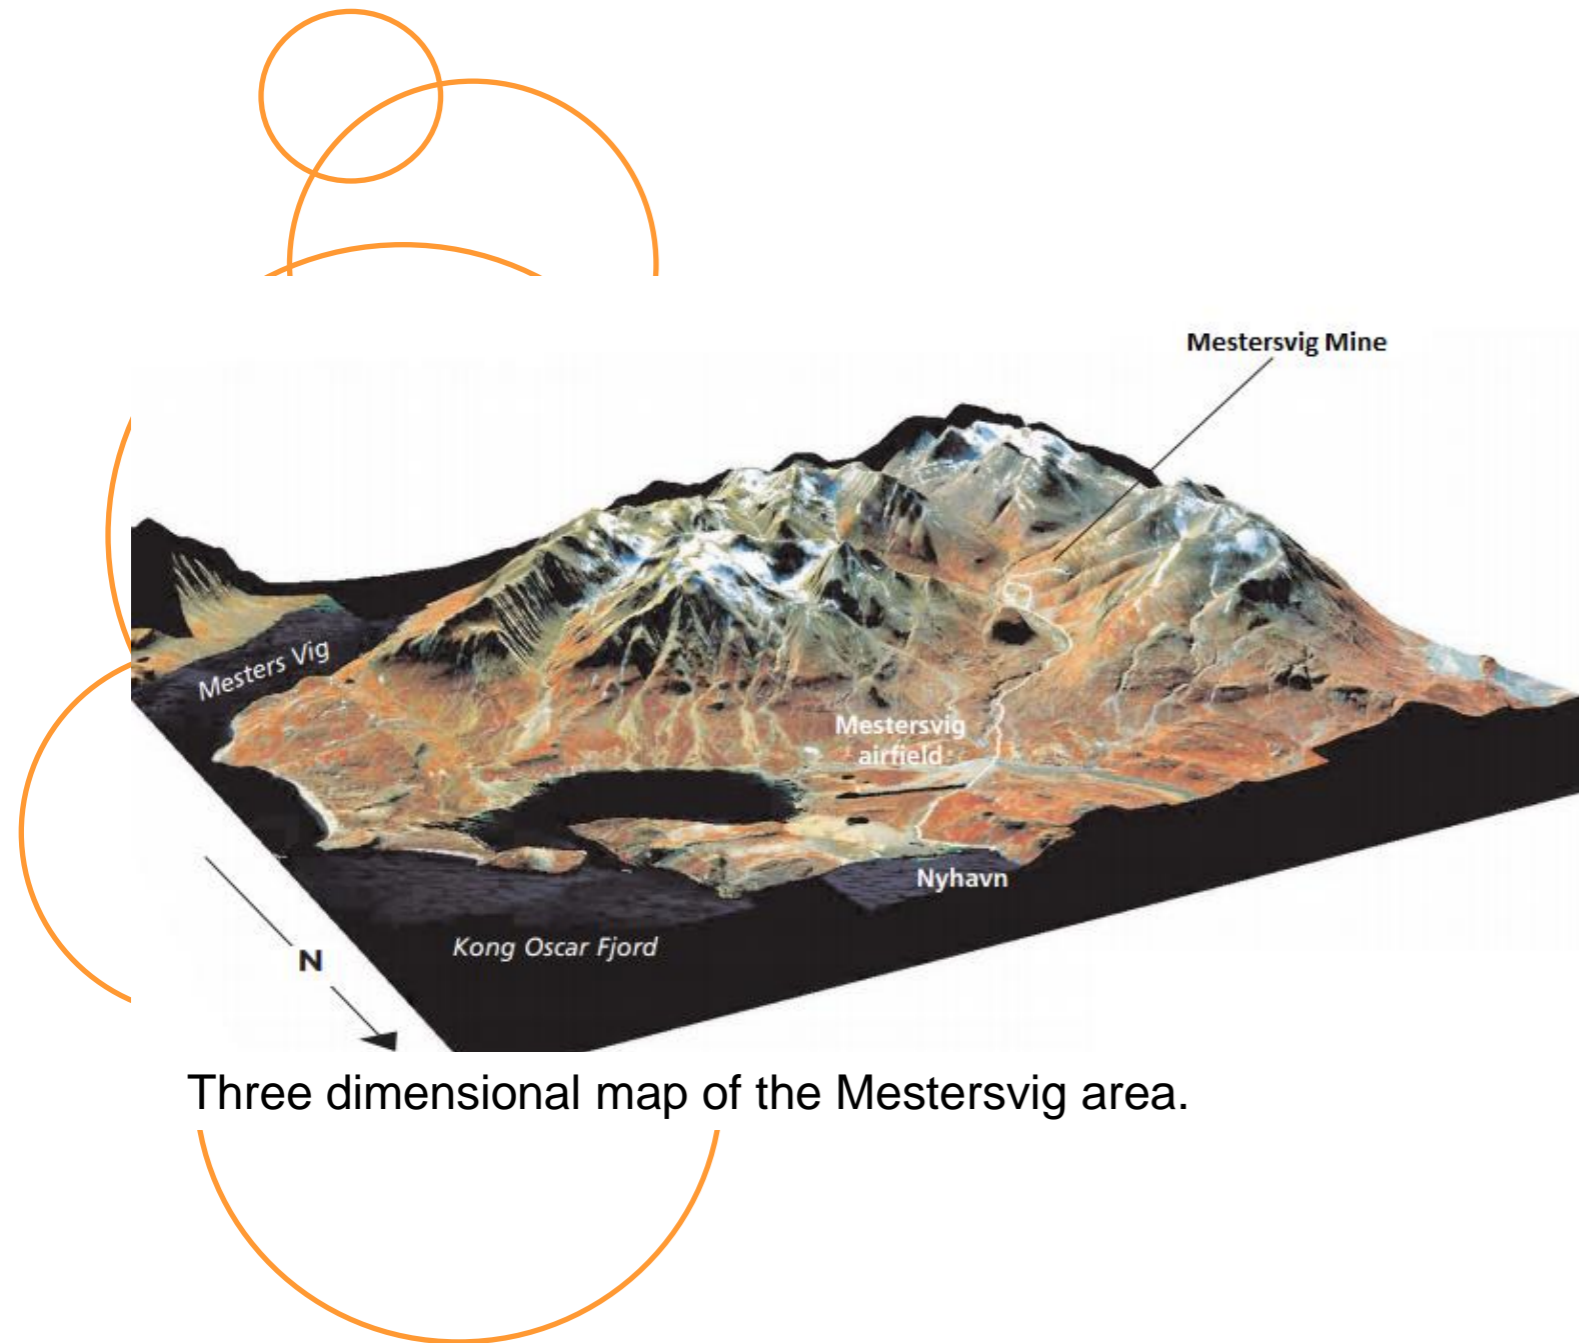 Mestersvig Mine
Mesters Vig
Mestersvig
airfield
Nyhavn
Kong Oscar Fjord
N
Three dimensional map of the Mestersvig area.